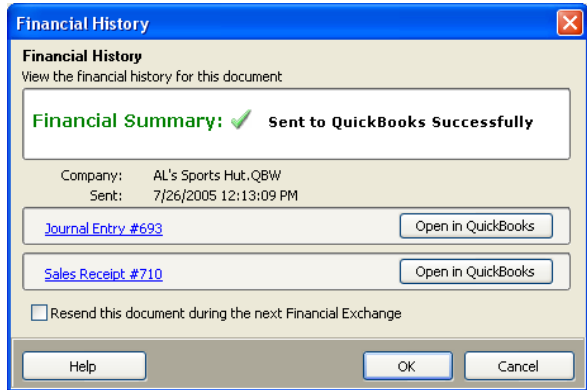 Financial History
Financial History
View the financial history for this document
Financial Summary: Sent to QuickBooks Successfully
Company: AL's Sports Hut.QBW
Sent: 7/26/2005 12:13:09 PM
Journal Entry #693 Open in QuickBooks
Sales Receipt #710 Open in QuickBooks
Resend this document during the next Financial Exchange
Help OK Cancel